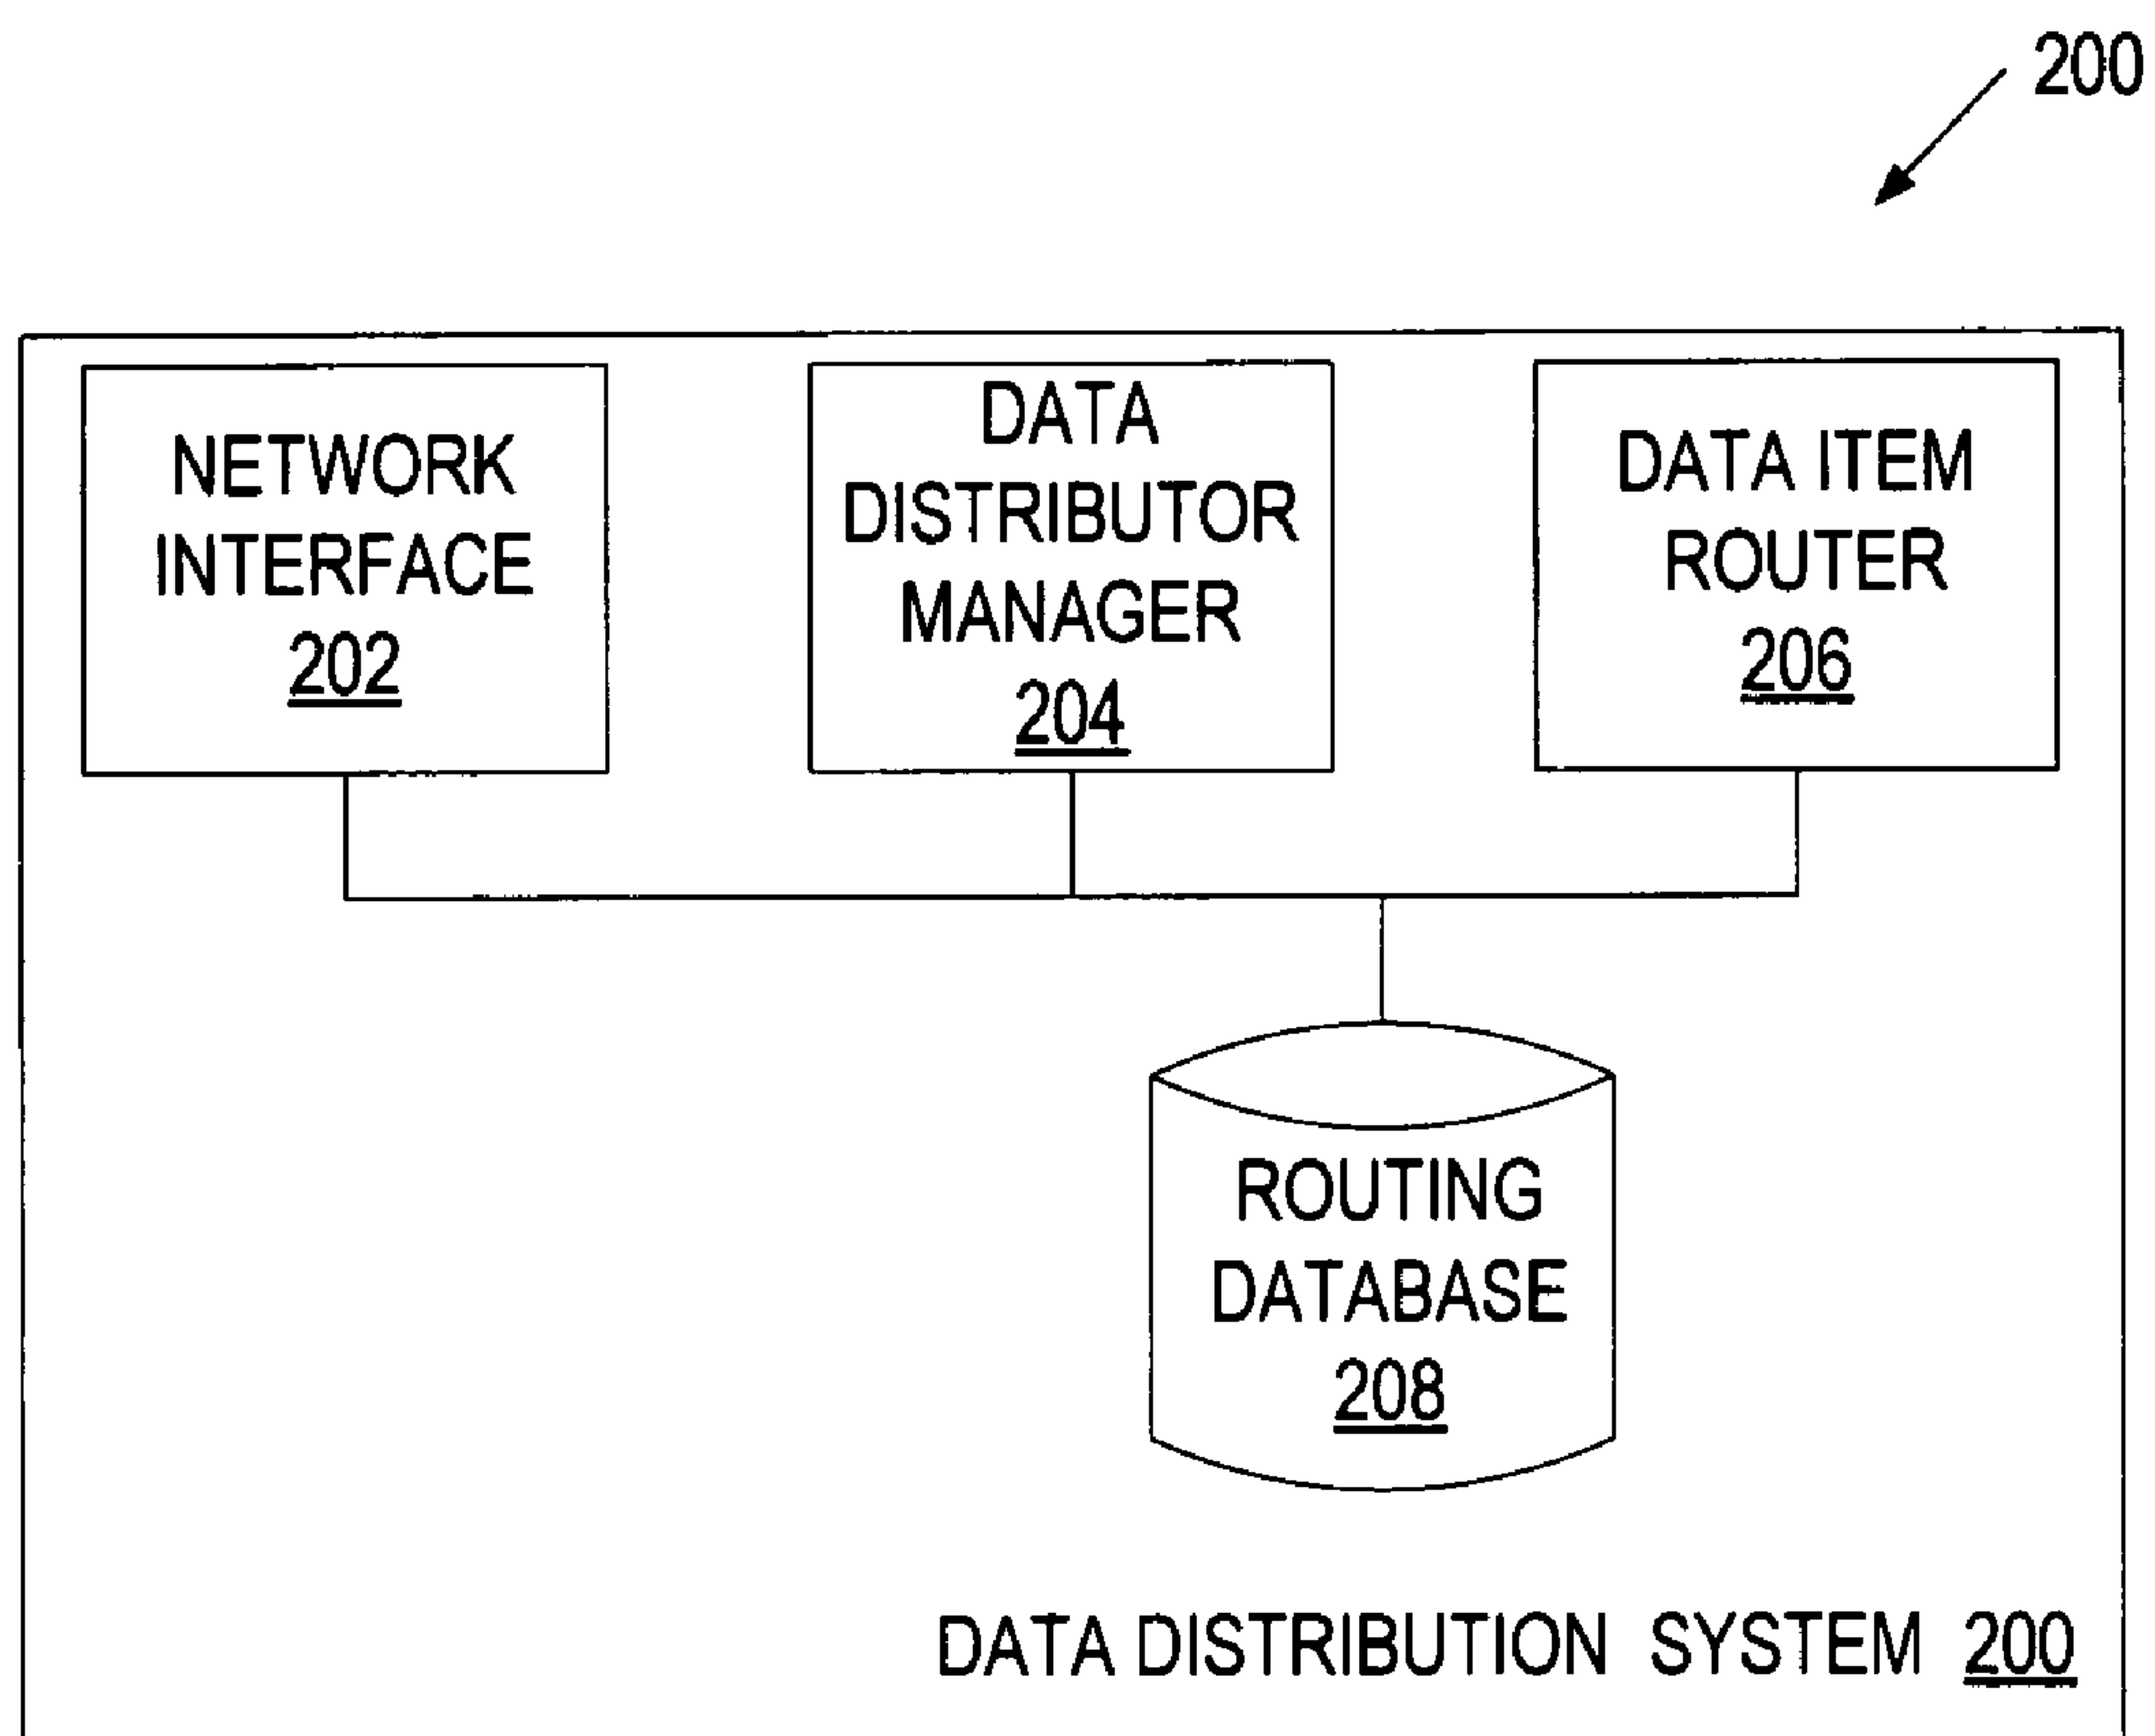 200
NETWORK
INTERFACE
202
DATA
DISTRIBUTOR
MANAGER
204
DATA ITEM
ROUTER
206
ROUTING
DATABASE
208
DATA DISTRIBUTION SYSTEM 200